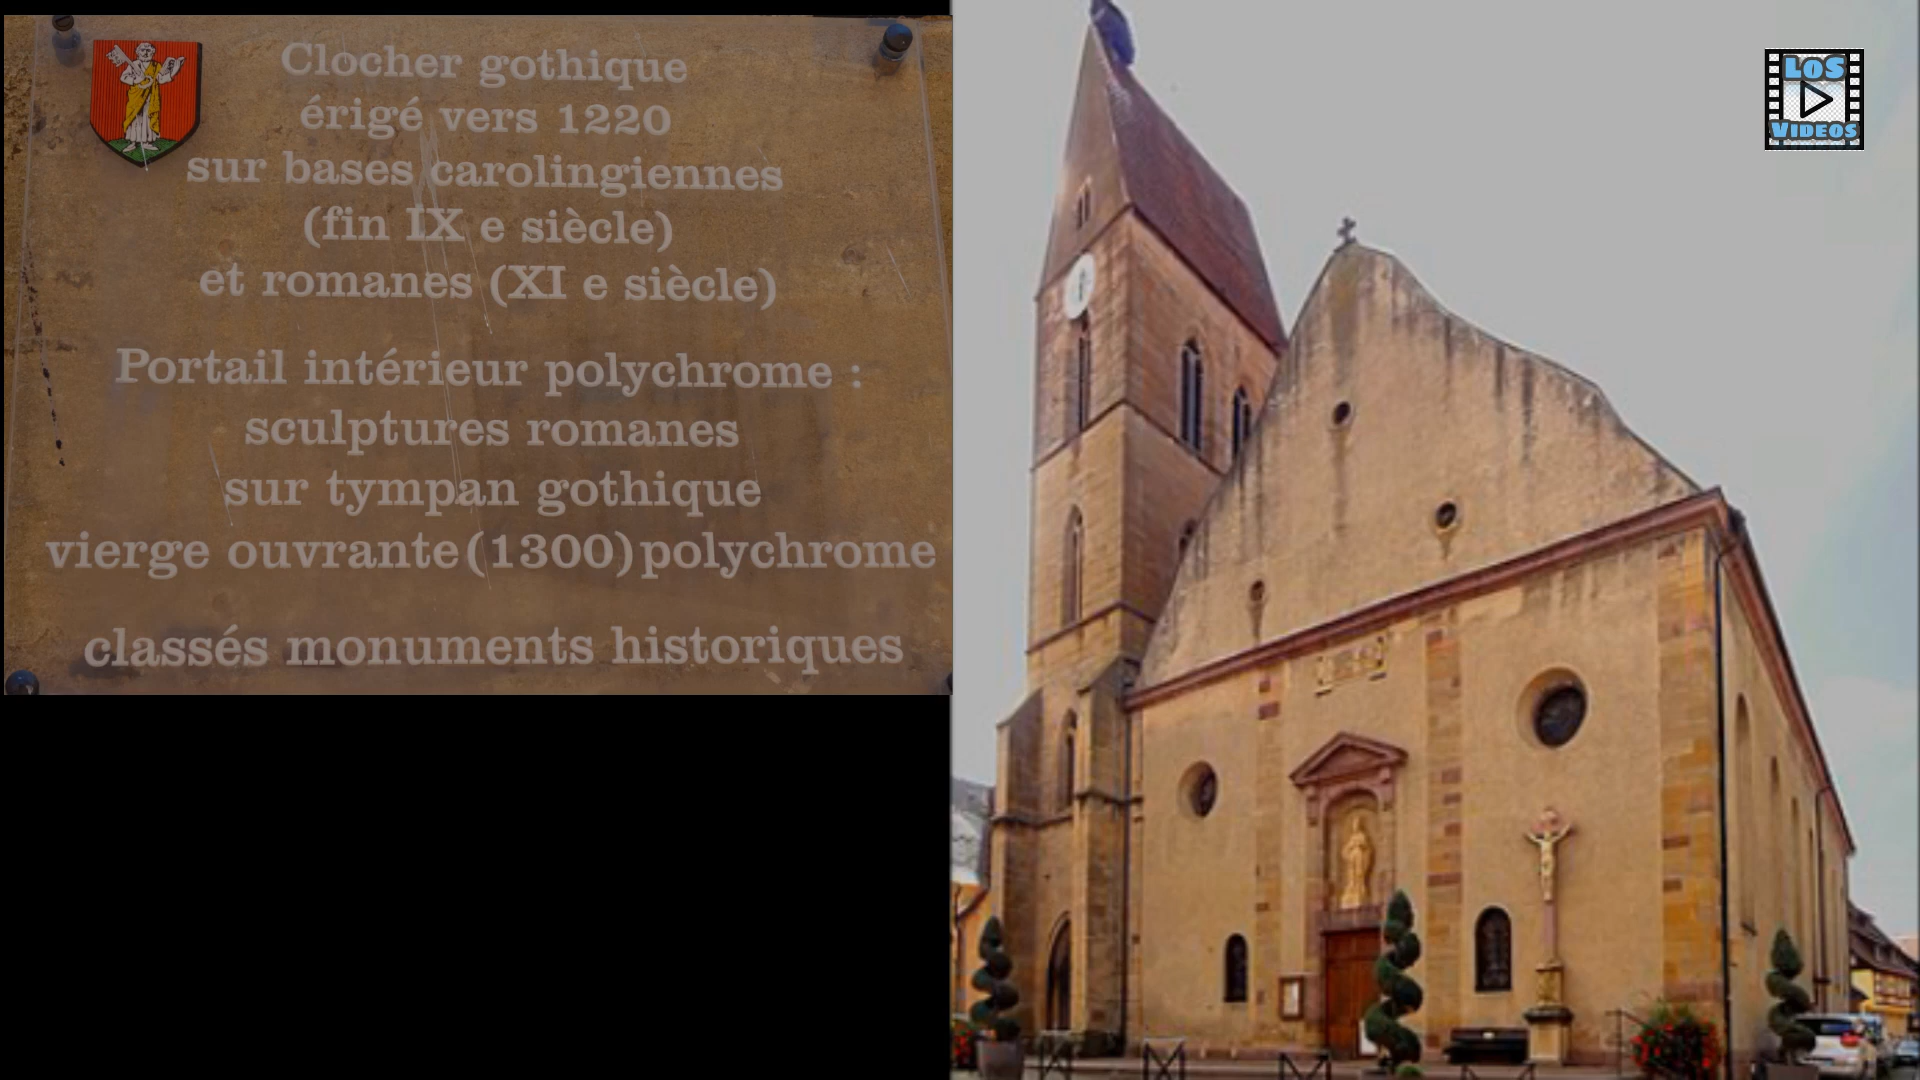 Clocher gothique
érigé vers 1220
sur bases carolingiennes
(fin IX e siècle)
et romanes (XI e siècle)
Portail intérieur polychrome :
sculptures romanes
sur tympan gothique
vierge ouvrante (1300) polychrome
classés monuments historiques
LOS
VIDEOS